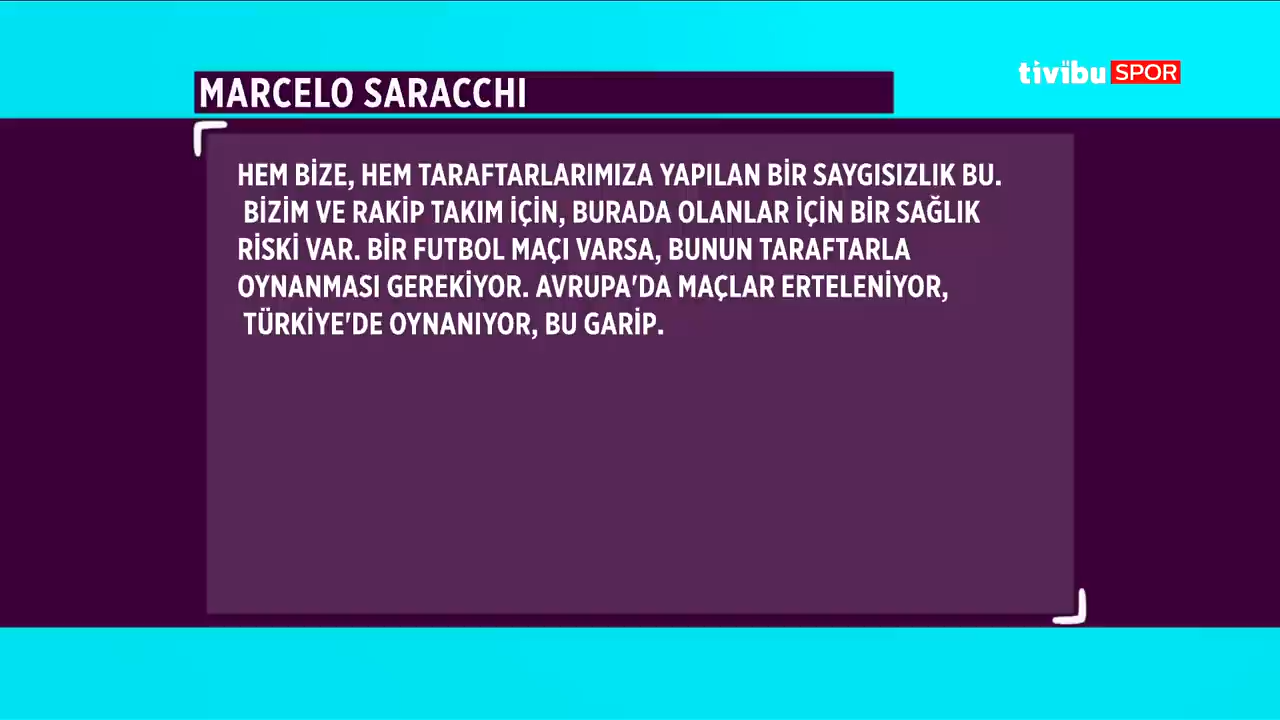 tivibu SPOR
MARCELO SARACCHI
HEM BİZE, HEM TARAFTARLARIMIZA YAPILAN BİR SAYGISIZLIK BU.
BİZİM VE RAKİP TAKIM İÇİN, BURADA OLANLAR İÇİN BİR SAĞLIK
RİSKİ VAR. BİR FUTBOL MAÇI VARSA, BUNUN TARAFTARLA
OYNANMASI GEREKİYOR. AVRUPA'DA MAÇLAR ERTELENİYOR,
TÜRKİYE'DE OYNANIYOR, BU GARİP.